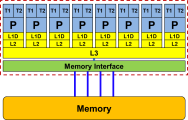 T1 T2 T1 T2 T1 T2 T1 T2 T1 T2 T1 T2 T1 T2 T1 T2
P P P P P P P P
L1D L1D L1D L1D L1D L1D L1D L1D
L2 L2 L2 L2 L2 L2 L2 L2
L3
Memory Interface
Memory